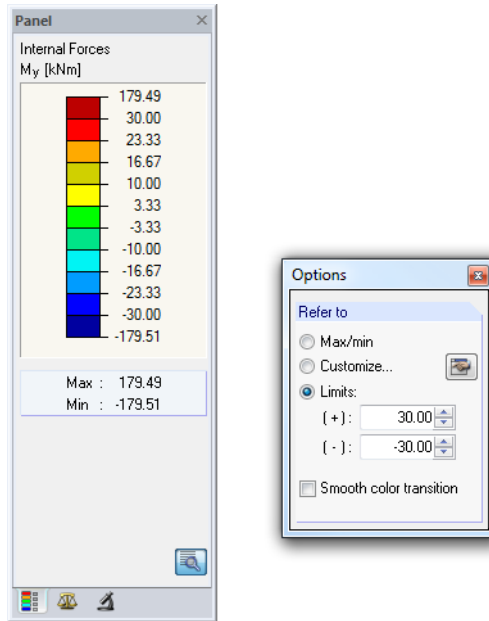 Panel
Internal Forces
My [kNm]
179.49
30.00
23.33
16.67
10.00
3.33
-3.33
-10.00
-16.67
-23.33
-30.00
-179.51
Max : 179.49
Min : -179.51
Options
Refer to
Max/min
Customize...
Limits:
(+): 30.00
(-): -30.00
Smooth color transition